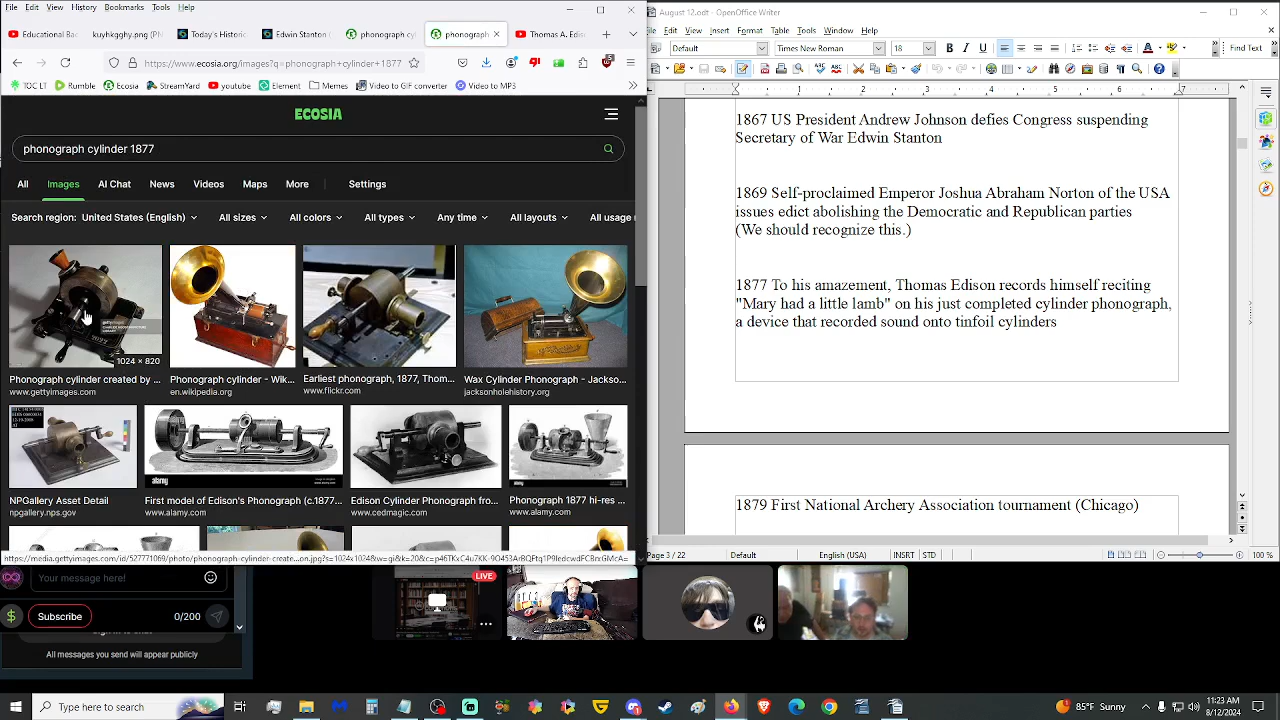 File Edit View History Bookmarks Tools Help
Educational Ra
Today's Histori
Edwin Stanton
phonograph cy
phonograph
Thomas A. Edis
https://www.ecosia.org/images?q=phonograph+cylinder+1877
Rumble
Ecosia
StreamYard
youtube
Element
Memes
Video to GIF converter
Video to MP3
ECOSIA
phonograph cylinder 1877
All Images AI Chat News Videos Maps More Settings
Search region: United States (English) All sizes All colors All types Any time All layouts All usage
1024 × 820
Phonograph cylinder created by ...
www.gettyimages.com
Phonograph cylinder - Wik...
en.wikipedia.org
Earliest phonograph, 1877, Thom...
www.flickr.com
Wax Cylinder Phonograph - Jackso...
jacksonholehistory.org
NPGallery Asset Detail
npgallery.nps.gov
First model of Edison's Phonograph (c.1877...
www.alamy.com
Edison Cylinder Phonograph fro...
www.cedmagic.com
Phonograph 1877 hi-res ...
www.alamy.com
Your message here!
Subscribe
0/200
All messages you send will appear publicly
August 12.odt - OpenOffice Writer
File Edit View Insert Format Table Tools Window Help
Default
Times New Roman
18
Find Text
1 2 3 4 5 6 7
1867 US President Andrew Johnson defies Congress suspending
Secretary of War Edwin Stanton
1869 Self-proclaimed Emperor Joshua Abraham Norton of the USA
issues edict abolishing the Democratic and Republican parties
(We should recognize this.)
1877 To his amazement, Thomas Edison records himself reciting
"Mary had a little lamb" on his just completed cylinder phonograph,
a device that recorded sound onto tinfoil cylinders
1879 First National Archery Association tournament (Chicago)
Page 3 / 22
Default
English (USA)
INSRT
STD
100 %
LIVE
Type here to search
85°F Sunny
11:23 AM
8/12/2024